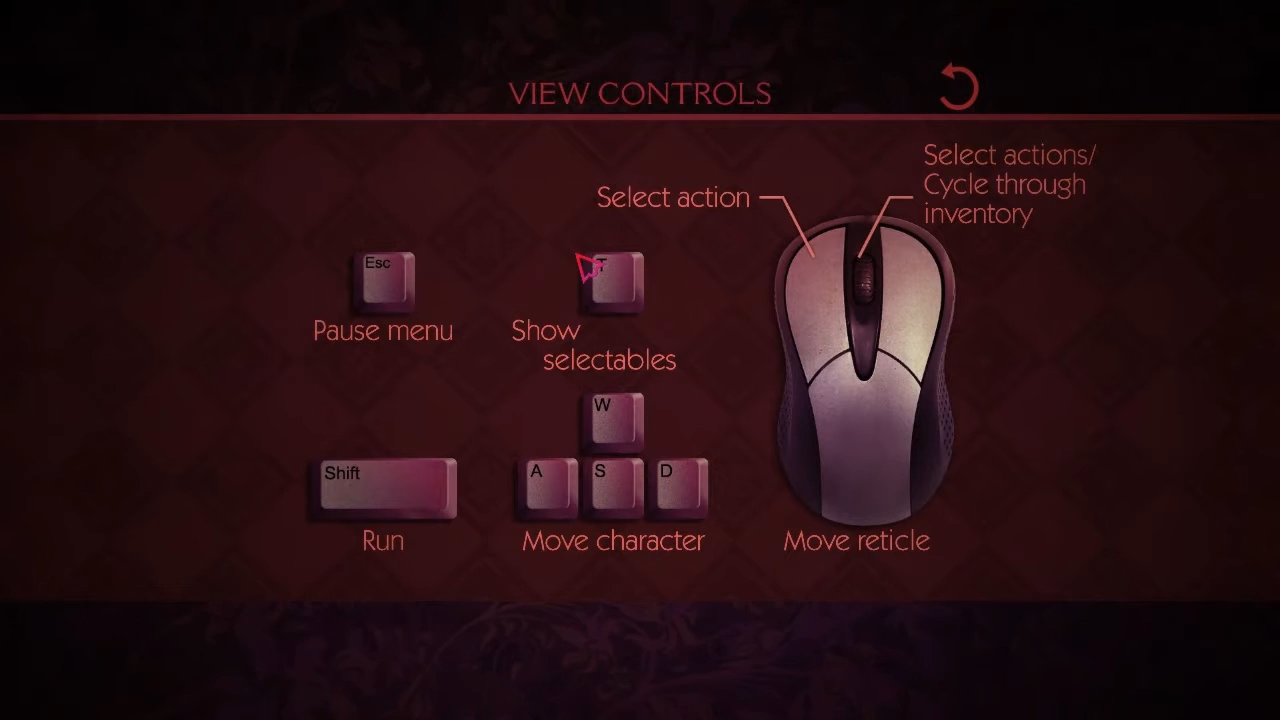 VIEW CONTROLS
Select actions/
Cycle through
inventory
Select action
Esc
T
Pause menu
Show
selectables
W
Shift
A
S
D
Run
Move character
Move reticle